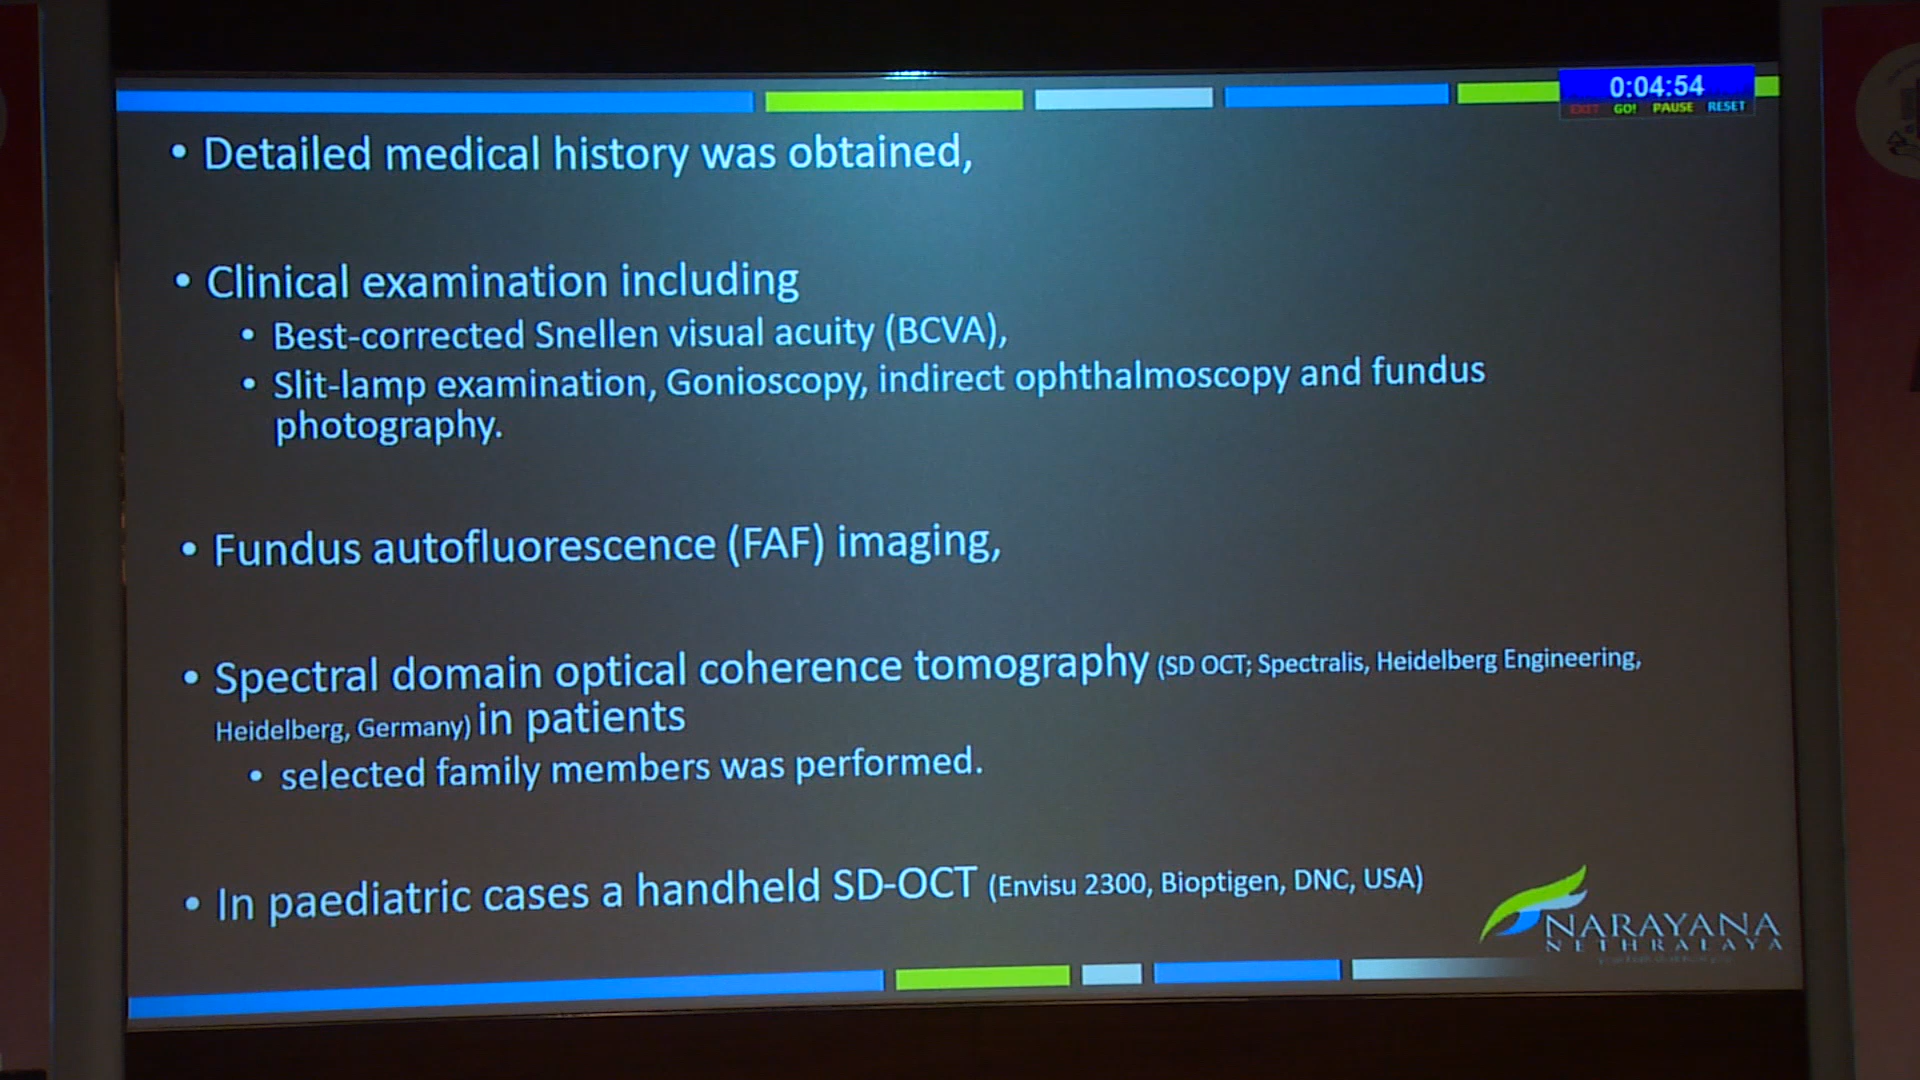 0:04:54
EXIT GO! PAUSE RESET
• Detailed medical history was obtained,
• Clinical examination including
• Best-corrected Snellen visual acuity (BCVA),
• Slit-lamp examination, Gonioscopy, indirect ophthalmoscopy and fundus
photography.
• Fundus autofluorescence (FAF) imaging,
• Spectral domain optical coherence tomography (SD OCT; Spectralis, Heidelberg Engineering,
Heidelberg, Germany) in patients
• selected family members was performed.
• In paediatric cases a handheld SD-OCT (Envisu 2300, Bioptigen, DNC, USA)
NARAYANA
NETHRALAYA